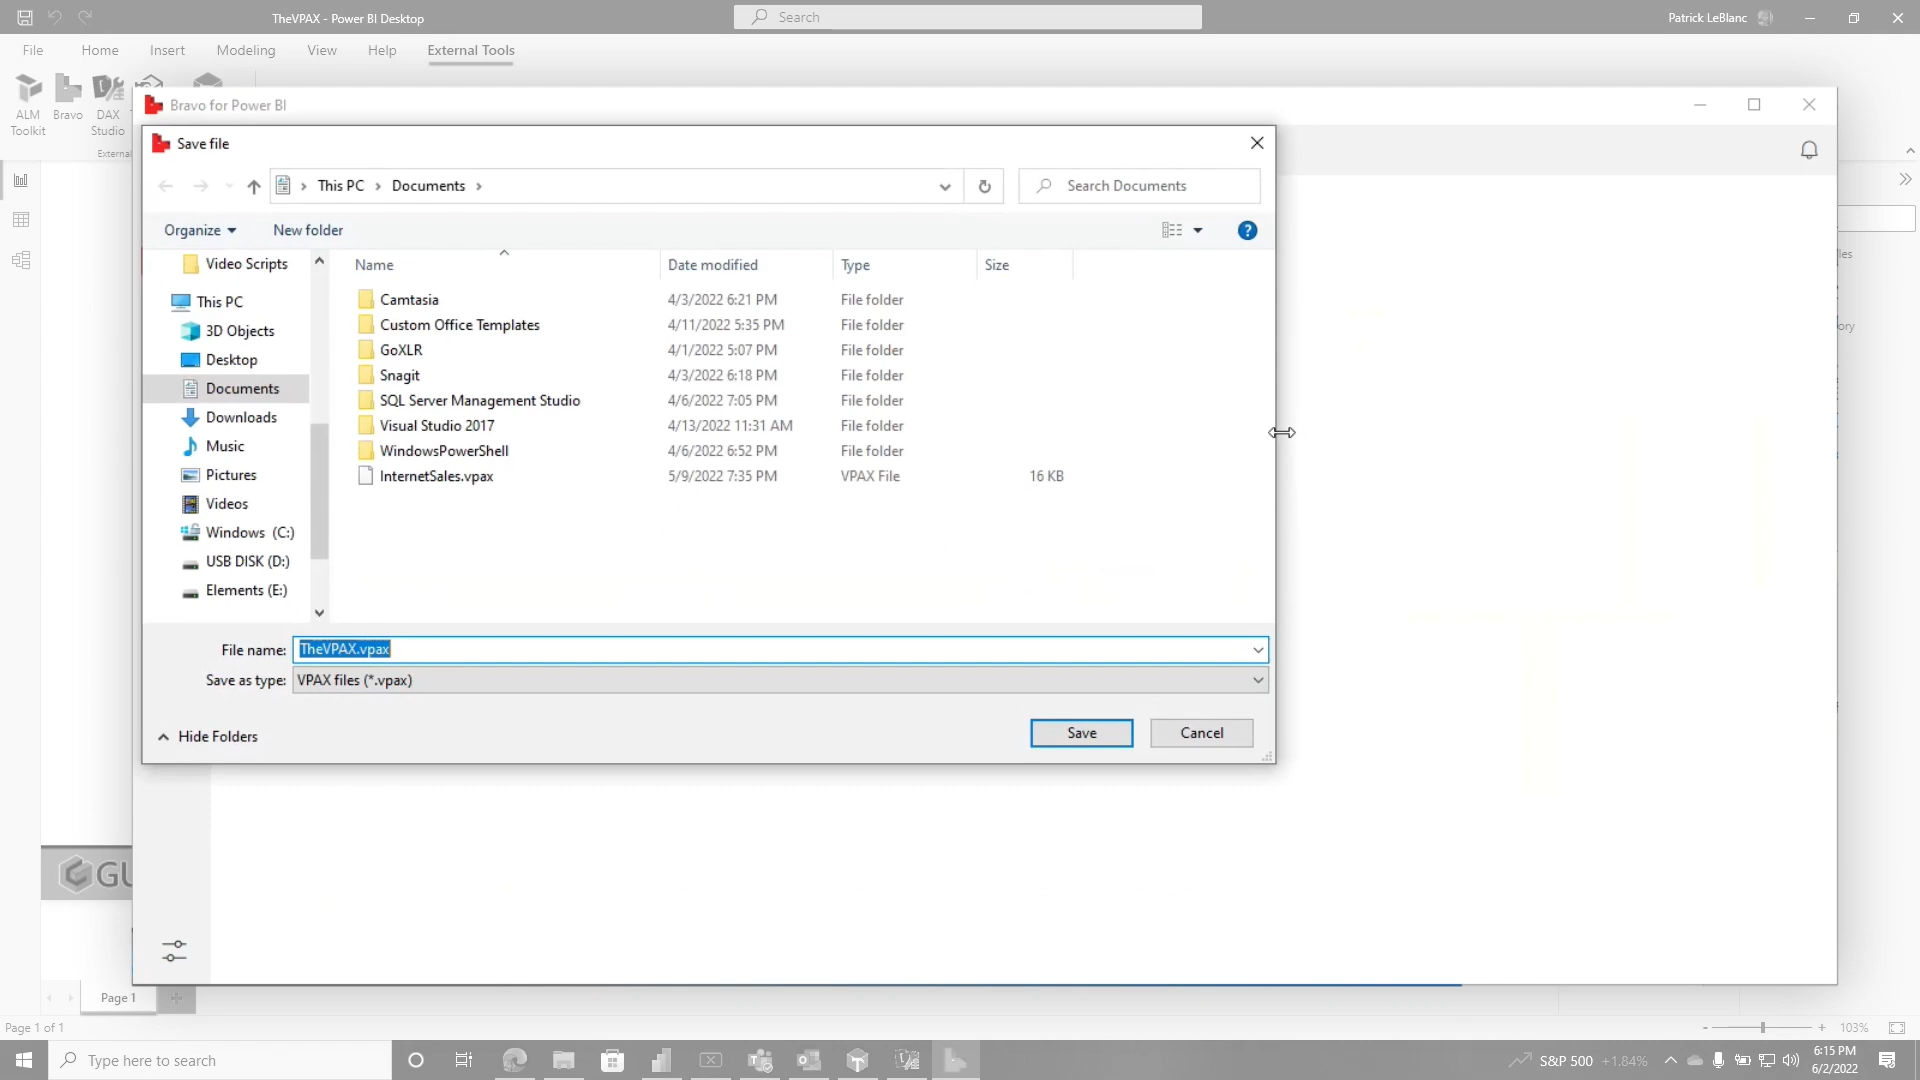 TheVPAX - Power BI Desktop
Search
Patrick LeBlanc
File Home Insert Modeling View Help External Tools
ALM Toolkit
Bravo
DAX Studio
External
Bravo for Power BI
Save file
This PC > Documents >
Search Documents
Organize
New folder
Name Date modified Type Size
Video Scripts
This PC
3D Objects
Desktop
Documents
Downloads
Music
Pictures
Videos
Windows (C:)
USB DISK (D:)
Elements (E:)
Camtasia 4/3/2022 6:21 PM File folder
Custom Office Templates 4/11/2022 5:35 PM File folder
GoXLR 4/1/2022 5:07 PM File folder
Snagit 4/3/2022 6:18 PM File folder
SQL Server Management Studio 4/6/2022 7:05 PM File folder
Visual Studio 2017 4/13/2022 11:31 AM File folder
WindowsPowerShell 4/6/2022 6:52 PM File folder
InternetSales.vpax 5/9/2022 7:35 PM VPAX File 16 KB
File name: TheVPAX.vpax
Save as type: VPAX files (*.vpax)
Hide Folders
Save
Cancel
les
ory
GU
Page 1
Page 1 of 1
- + 103%
Type here to search
S&P 500 +1.84%
6:15 PM
6/2/2022